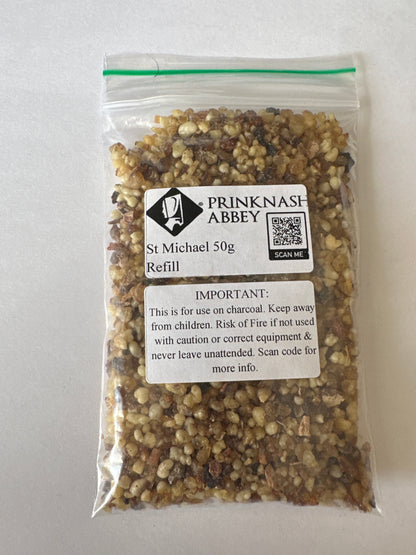 PRINKNASH
ABBEY
St Michael 50g
Refill
SCAN ME
IMPORTANT:
This is for use on charcoal. Keep away
from children. Risk of Fire if not used
with caution or correct equipment &
never leave unattended. Scan code for
more info.